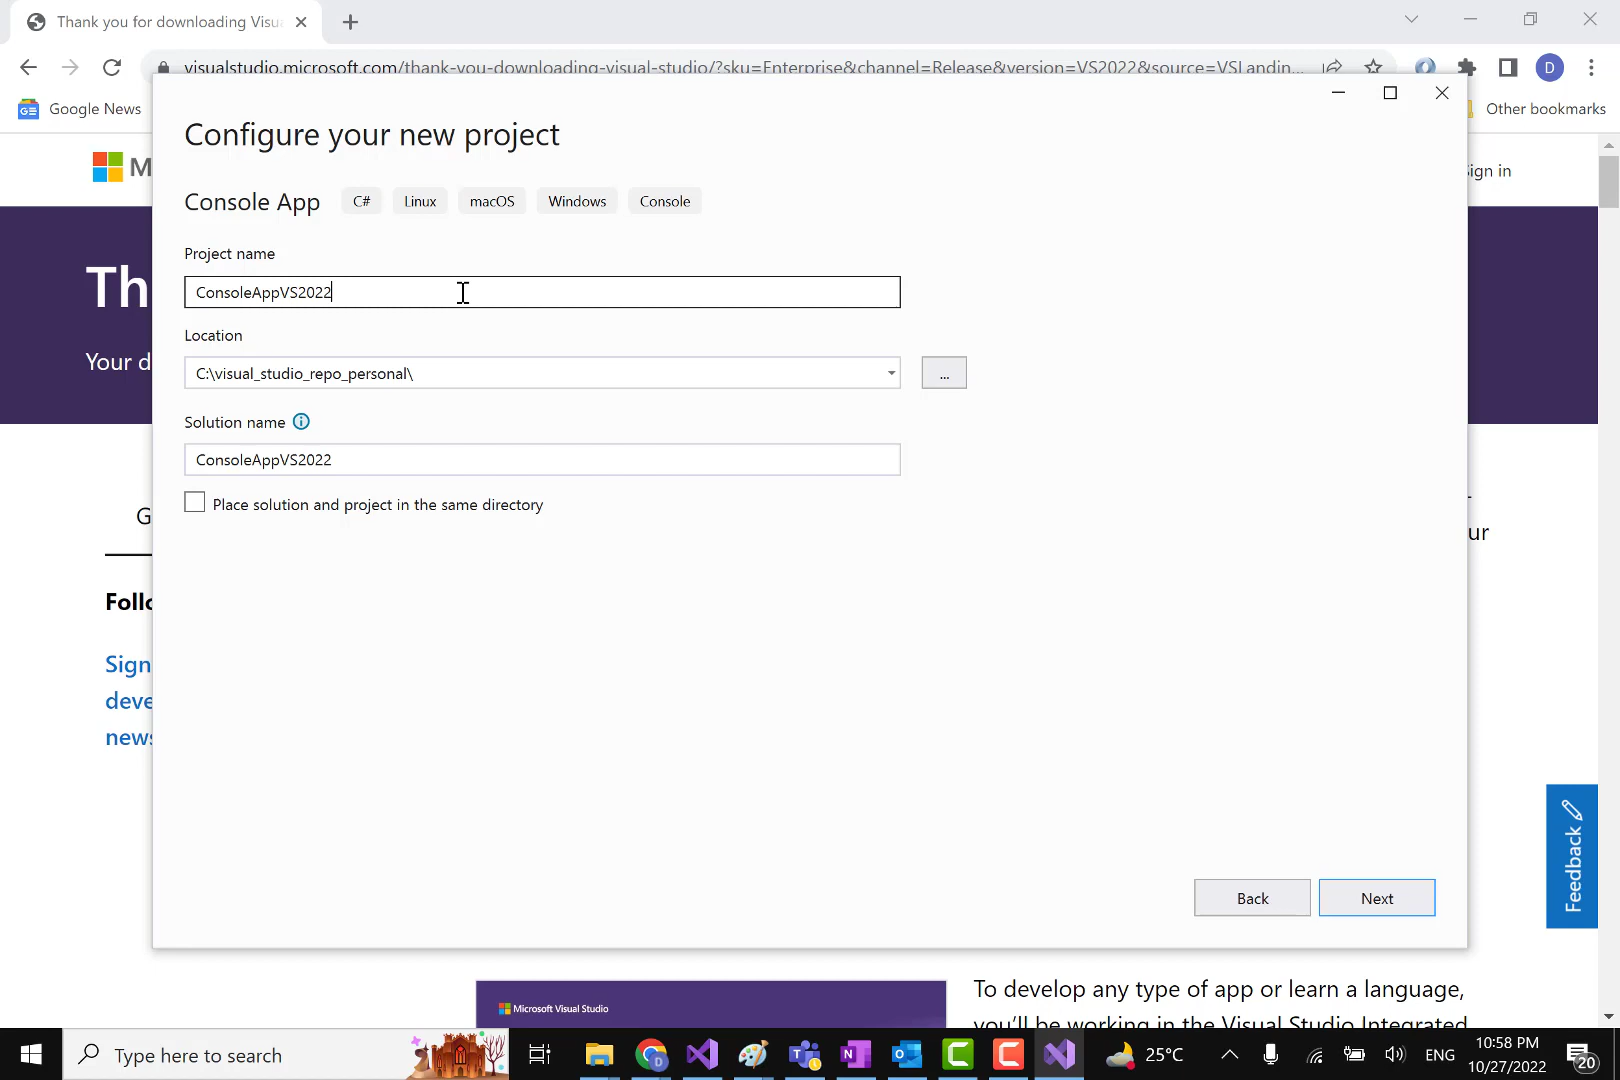 Thank you for downloading Visu
visualstudio.microsoft.com/thank-you-downloading-visual-studio/?sku=Enterprise&channel=Release&version=VS2022&source=VSLandin...
D
GE Google News
Other bookmarks
Configure your new project
M
Sign in
Console App C# Linux macOS Windows Console
Project name
Th
ConsoleAppVS2022
Location
Your d
C:\visual_studio_repo_personal\
...
Solution name
ConsoleAppVS2022
Place solution and project in the same directory
G
ur
Follo
Sign
deve
news
Feedback
Back
Next
Microsoft Visual Studio
To develop any type of app or learn a language,
you'll be working in the Visual Studio Integrated
Type here to search
D
T
N
25°C
ENG
10:58 PM
10/27/2022
20